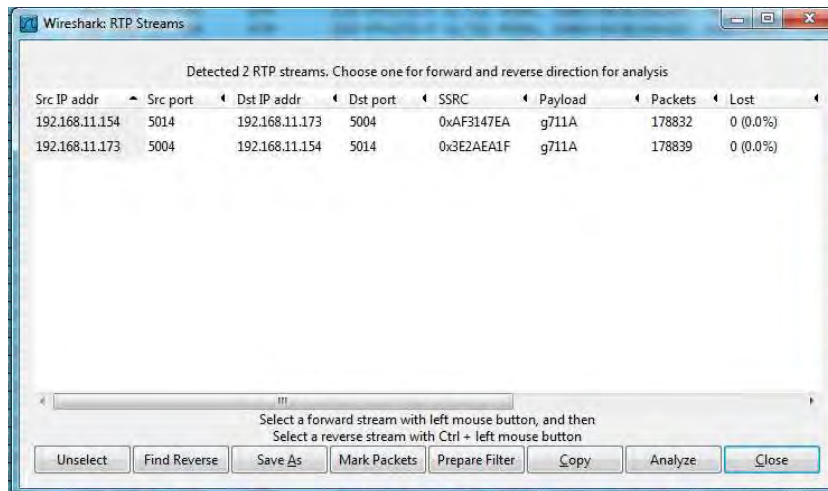 Wireshark: RTP Streams
Detected 2 RTP streams. Choose one for forward and reverse direction for analysis
Src IP addr Src port Dst IP addr Dst port SSRC Payload Packets Lost
192.168.11.154 5014 192.168.11.173 5004 0xAF3147EA g711A 178832 0 (0.0%)
192.168.11.173 5004 192.168.11.154 5014 0x3E2AEA1F g711A 178839 0 (0.0%)
Select a forward stream with left mouse button, and then
Select a reverse stream with Ctrl + left mouse button
Unselect Find Reverse Save As Mark Packets Prepare Filter Copy Analyze Close